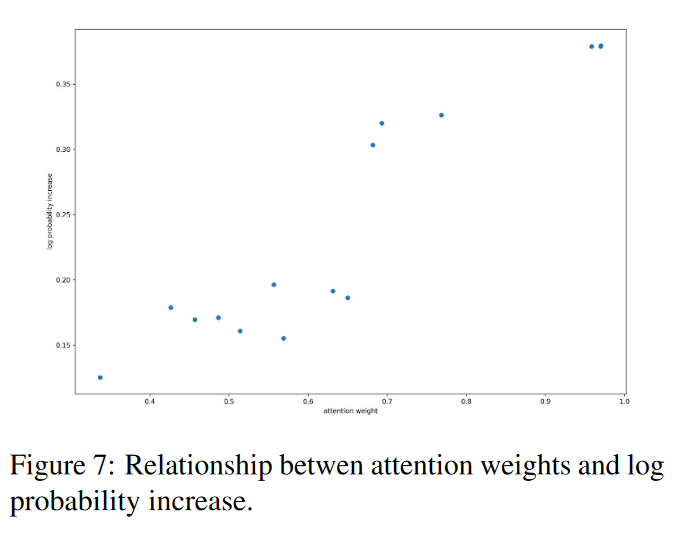 0.35
0.30
0.25
0.20
0.15
log probability increase
0.4 0.5 0.6 0.7 0.8 0.9 1.0
attention weight
Figure 7: Relationship betwen attention weights and log
probability increase.